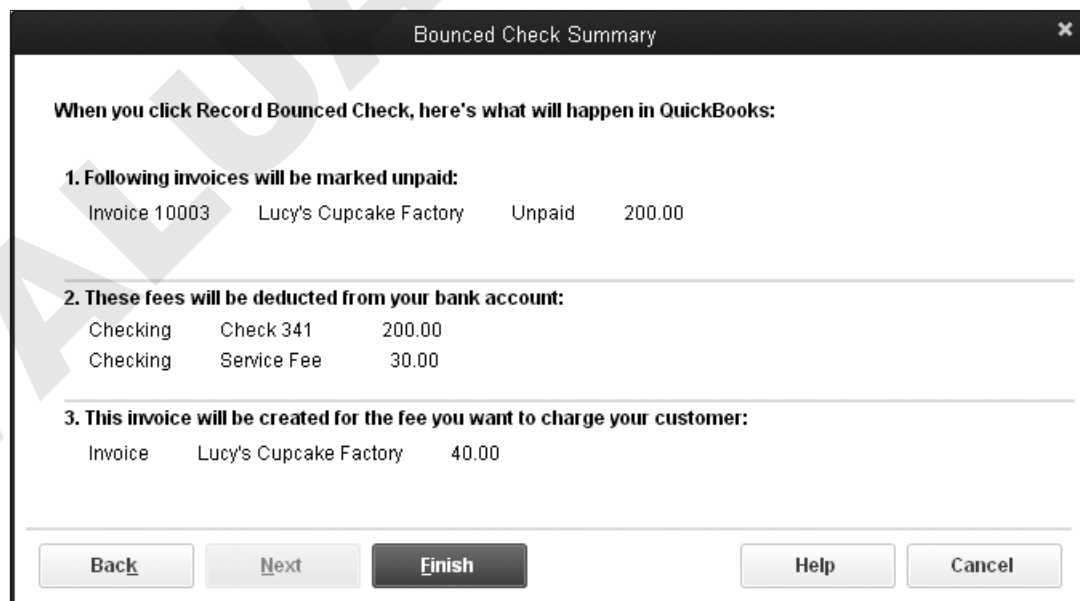 Bounced Check Summary
When you click Record Bounced Check, here's what will happen in QuickBooks:
1. Following invoices will be marked unpaid:
Invoice 10003 Lucy's Cupcake Factory Unpaid 200.00
2. These fees will be deducted from your bank account:
Checking Check 341 200.00
Checking Service Fee 30.00
3. This invoice will be created for the fee you want to charge your customer:
Invoice Lucy's Cupcake Factory 40.00
Back Next Finish Help Cancel